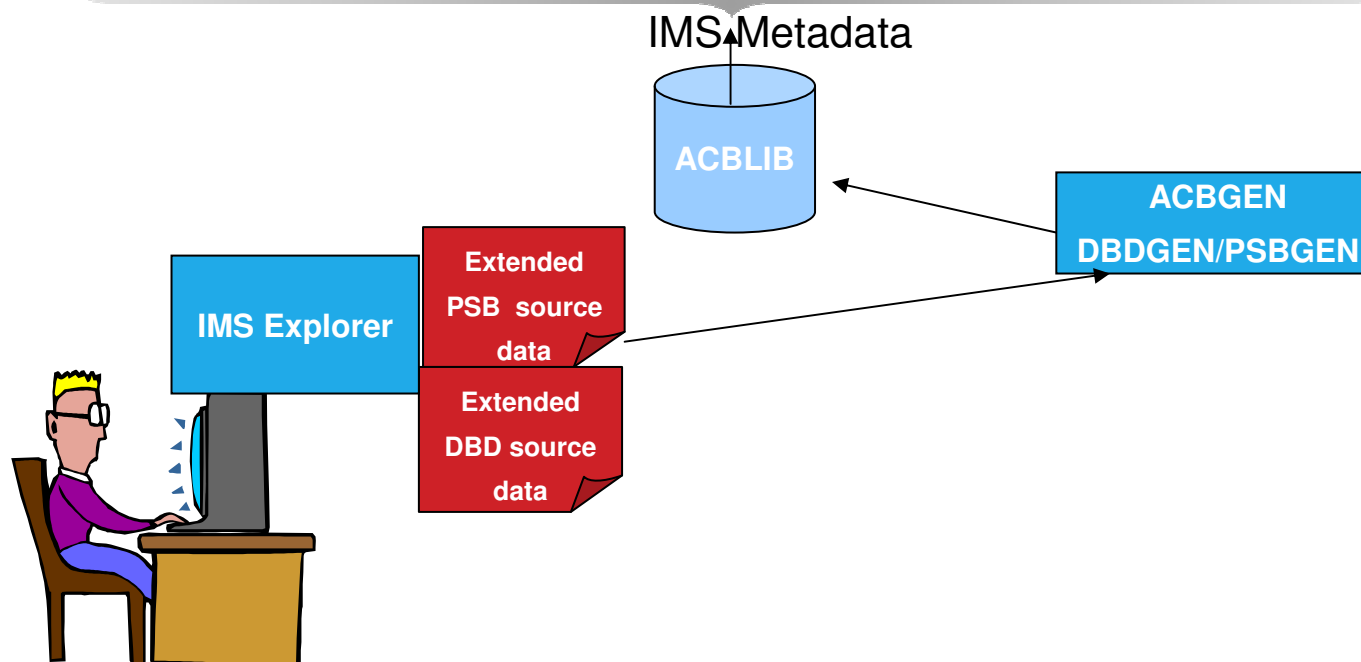 IMS Metadata
ACBLIB
ACBGEN
DBDGEN/PSBGEN
Extended
PSB source
data
IMS Explorer
Extended
DBD source
data